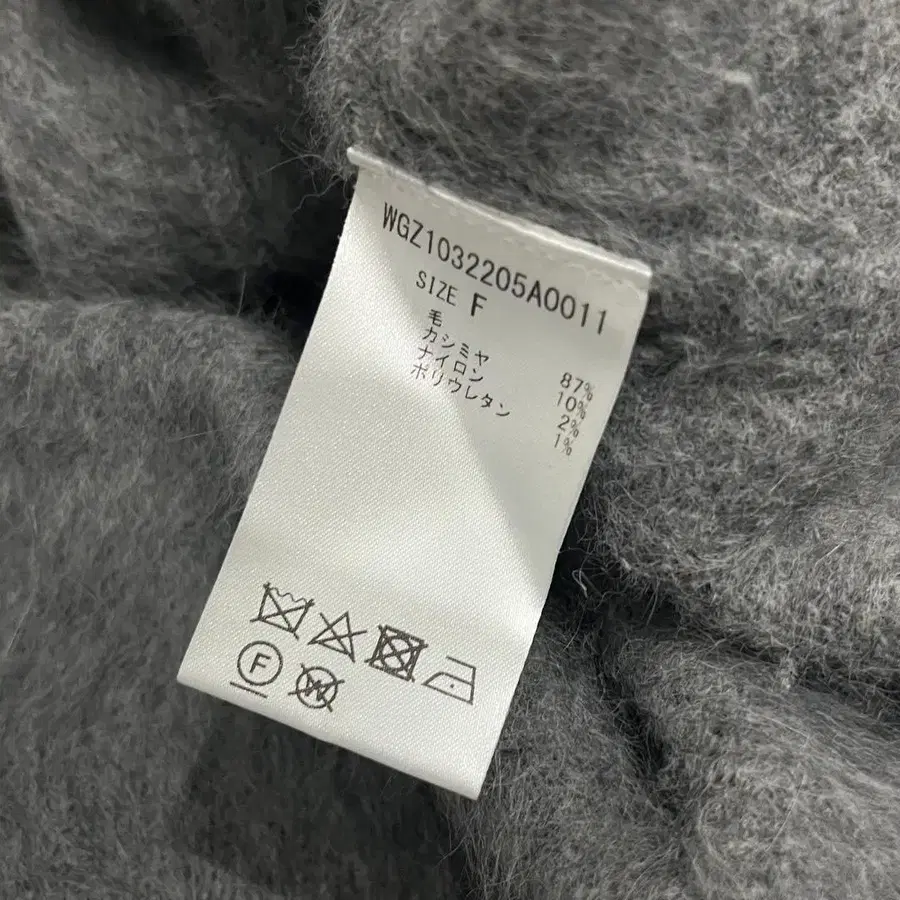 WGZ1032205A0011
SIZE F
毛 87%
カシミヤ 10%
ナイロン 2%
ポリウレタン 1%
F W